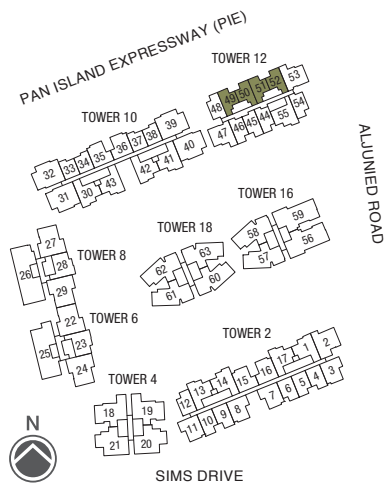 PAN ISLAND EXPRESSWAY (PIE)
TOWER 12
48 49 50 51 52 53
47 46 45 44 55 54
TOWER 10
32 33 34 35 36 37 38 39
31 30 43 42 41 40
ALJUNIED ROAD
TOWER 16
58 59
57 56
TOWER 18
62 63
61 60
TOWER 8
27
26 28
29
TOWER 6
22
25 23
24
TOWER 2
12 13 14 15 16 17 1 2
11 10 9 8 7 6 5 4 3
TOWER 4
18 19
21 20
N
SIMS DRIVE